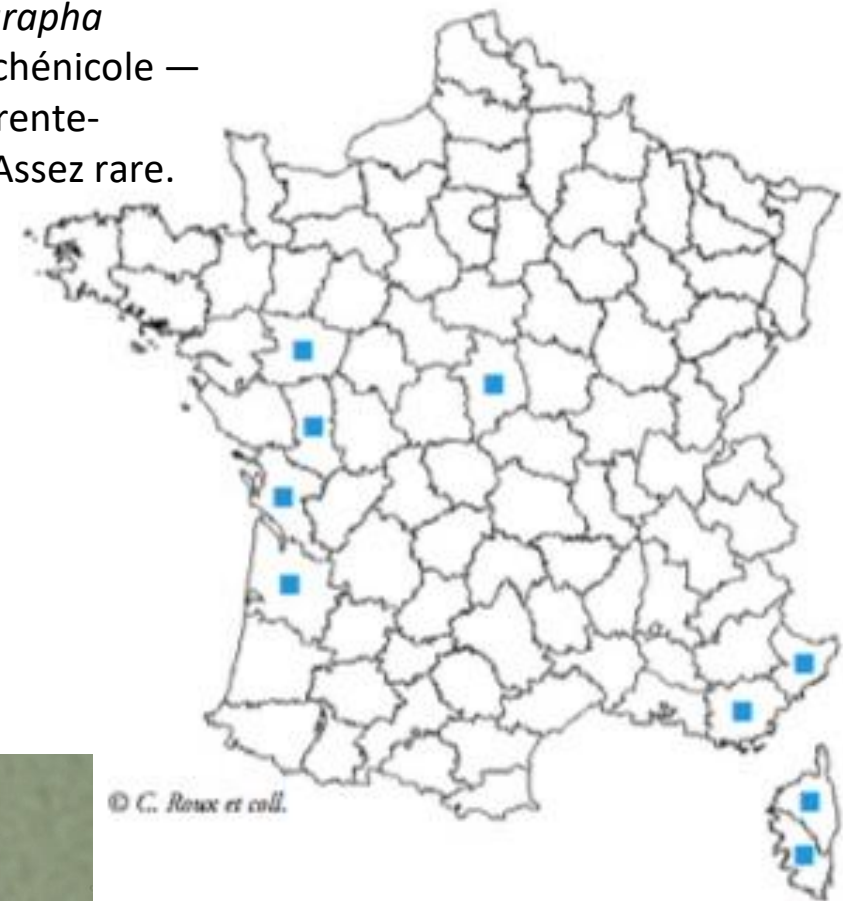 rapha
chénicole —
rente-
Assez rare.
© C. Roux et coll.